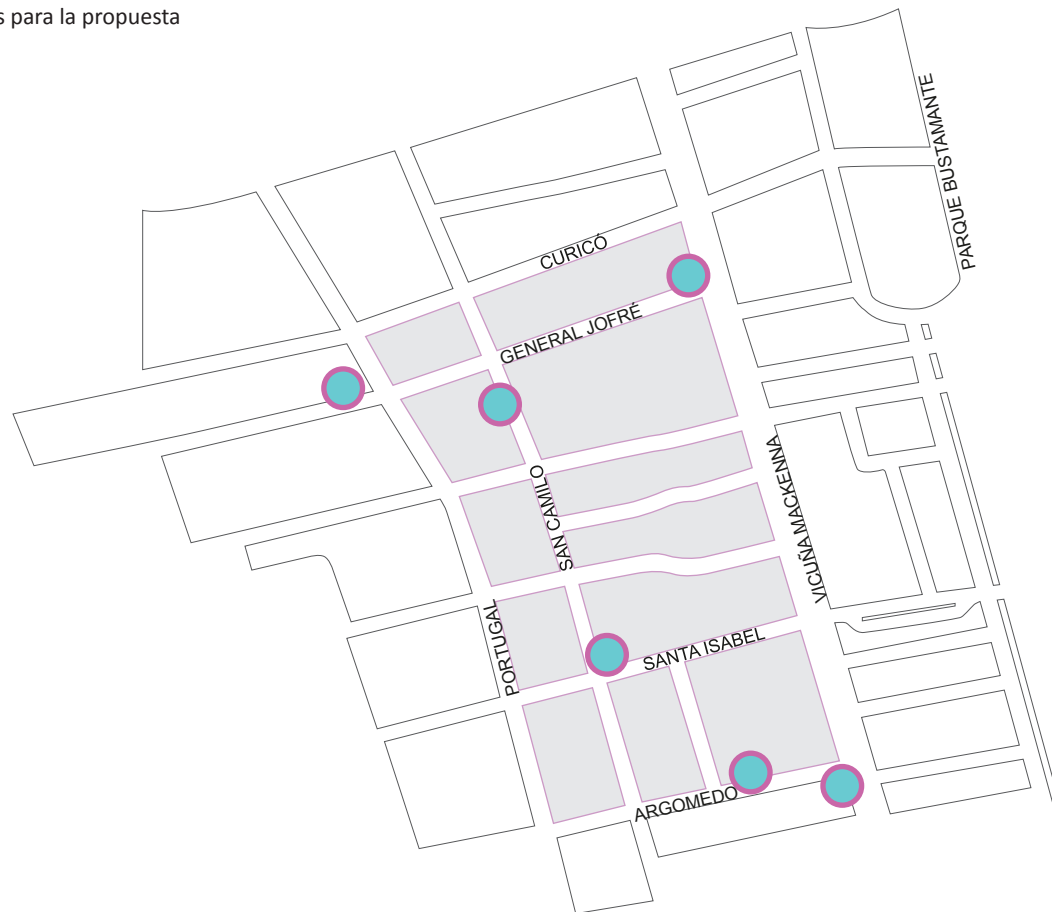 s para la propuesta
PARQUE BUSTAMANTE
CURICÓ
GENERAL JOFRÉ
SAN CAMILO
VICUÑA MACKENNA
PORTUGAL
SANTA ISABEL
ARGOMEDO